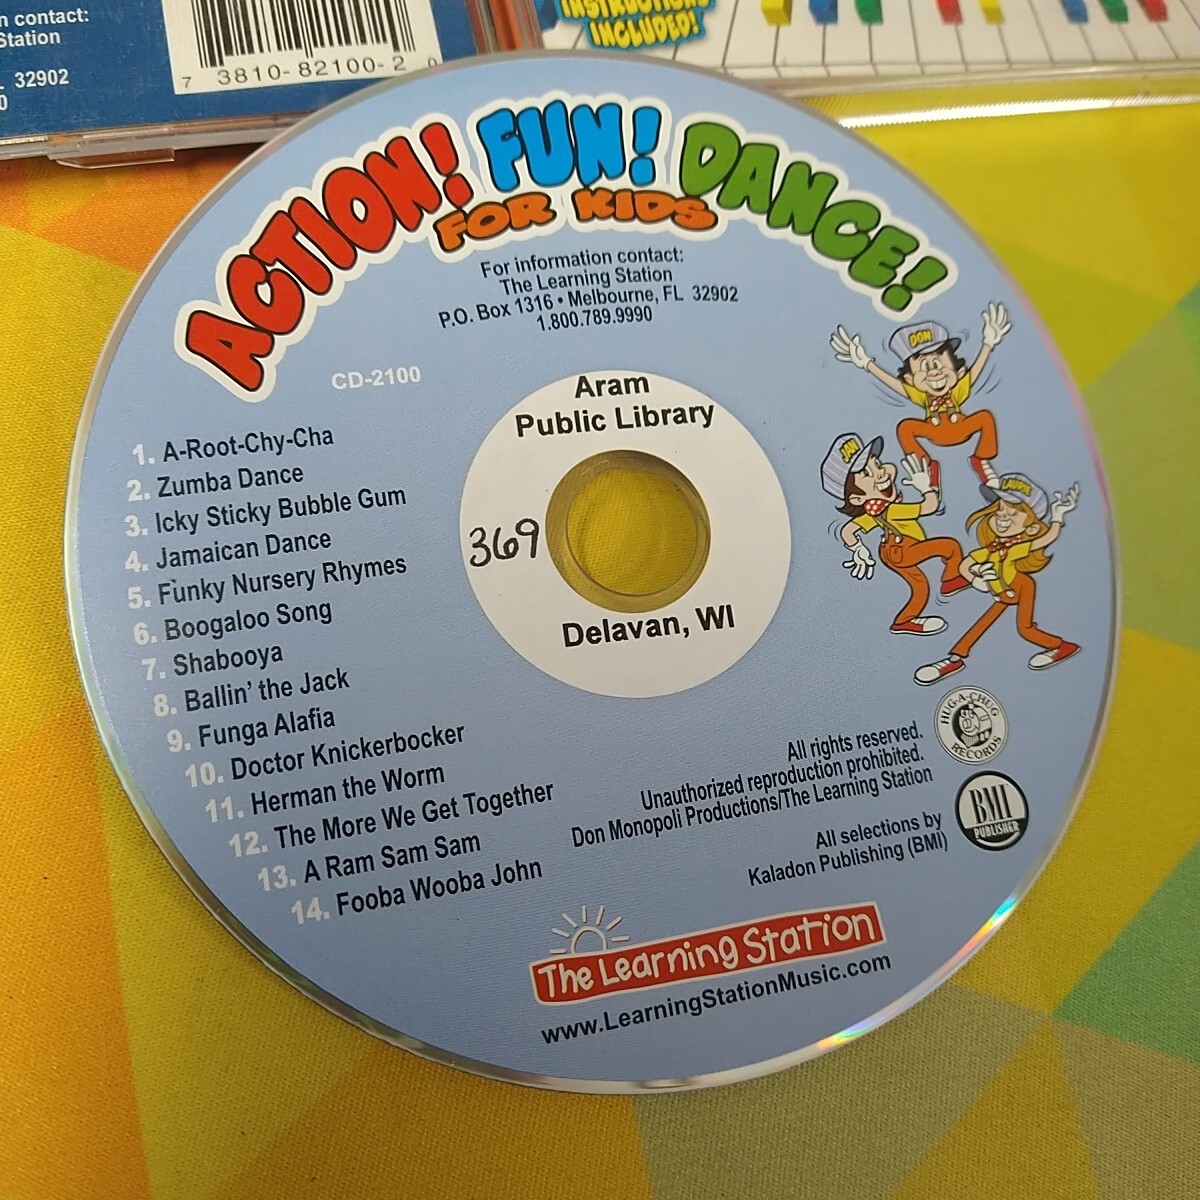 n contact:
Station
32902
0
7 3810-82100-2 0
INSTRUCTIONS
INCLUDED!
ACTION! FUN! DANCE!
FOR KIDS
For information contact:
The Learning Station
P.O. Box 1316 • Melbourne, FL 32902
1.800.789.9990
CD-2100
Aram
Public Library
369
Delavan, WI
DON
JAN
LAURIE
1. A-Root-Chy-Cha
2. Zumba Dance
3. Icky Sticky Bubble Gum
4. Jamaican Dance
5. Funky Nursery Rhymes
6. Boogaloo Song
7. Shabooya
8. Ballin' the Jack
9. Funga Alafia
10. Doctor Knickerbocker
11. Herman the Worm
12. The More We Get Together
13. A Ram Sam Sam
14. Fooba Wooba John
HUG-A-CHUG
RECORDS
All rights reserved.
Unauthorized reproduction prohibited.
Don Monopoli Productions/The Learning Station
BMI
PUBLISHER
All selections by
Kaladon Publishing (BMI)
The Learning Station
www.LearningStationMusic.com